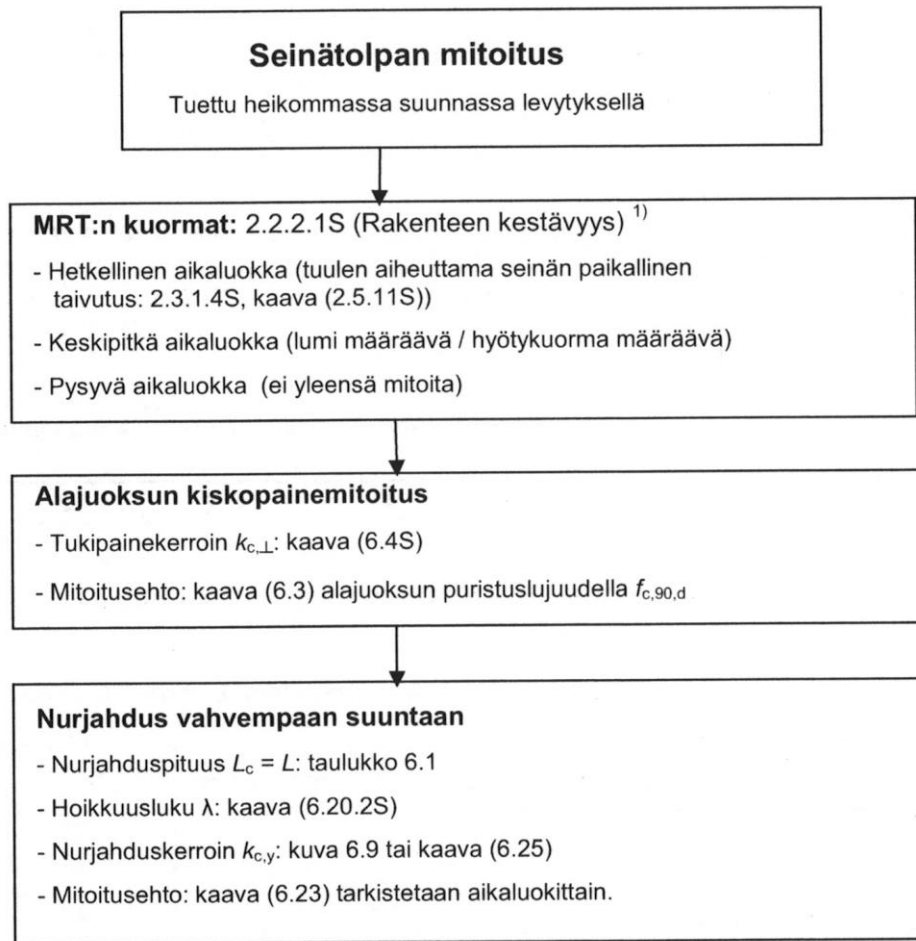 Seinätolpan mitoitus
Tuettu heikommassa suunnassa levytyksellä
MRT:n kuormat: 2.2.2.1S (Rakenteen kestävyys) 1)
- Hetkellinen aikaluokka (tuulen aiheuttama seinän paikallinen
taivutus: 2.3.1.4S, kaava (2.5.11S))
- Keskipitkä aikaluokka (lumi määräävä / hyötykuorma määräävä)
- Pysyvä aikaluokka (ei yleensä mitoita)
Alajuoksun kiskopainemitoitus
- Tukipainekerroin kc,⊥: kaava (6.4S)
- Mitoitusehto: kaava (6.3) alajuoksun puristuslujuudella fc,90,d
Nurjahdus vahvempaan suuntaan
- Nurjahduspituus Lc = L: taulukko 6.1
- Hoikkuusluku λ: kaava (6.20.2S)
- Nurjahduskerroin kc,y: kuva 6.9 tai kaava (6.25)
- Mitoitusehto: kaava (6.23) tarkistetaan aikaluokittain.